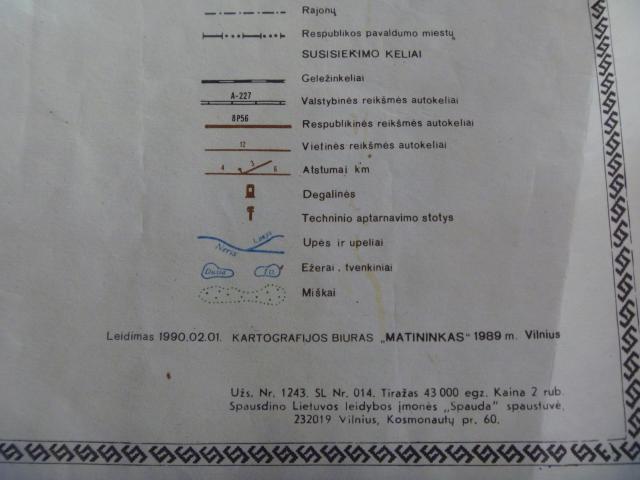 Rajonų
Respublikos pavaldumo miestų
SUSISIEKIMO KELIAI
Geležinkeliai
A-227
Valstybinės reikšmės autokeliai
8P56
Respublikinės reikšmės autokeliai
12
Vietinės reikšmės autokeliai
4 3 6
Atstumai km
Degalinės
Techninio aptarnavimo stotys
Neris
Upės ir upeliai
Dusia
Ežerai, tvenkiniai
Miškai
Leidimas 1990.02.01. KARTOGRAFIJOS BIURAS „MATININKAS" 1989 m. Vilnius
Užs. Nr. 1243. SL Nr. 014. Tiražas 43 000 egz. Kaina 2 rub.
Spausdino Lietuvos leidybos įmonės „Spauda" spaustuvė,
232019 Vilnius, Kosmonautų pr. 60.